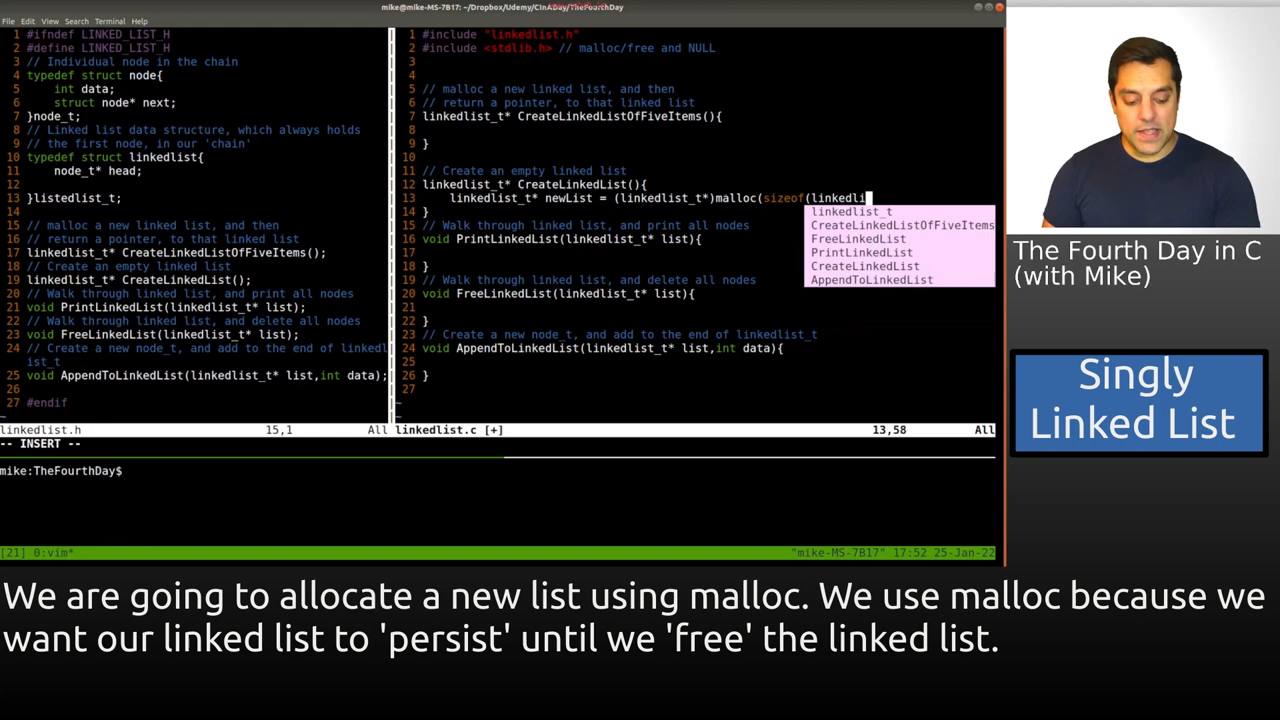 mike@mike-MS-7B17: ~/Dropbox/Udemy/CInADay/TheFourthDay
File Edit View Search Terminal Help
1 #ifndef LINKED_LIST_H
2 #define LINKED_LIST_H
3 // Individual node in the chain
4 typedef struct node{
5 int data;
6 struct node* next;
7 }node_t;
8 // Linked list data structure, which always holds
9 // the first node, in our 'chain'
10 typedef struct linkedlist{
11 node_t* head;
12
13 }listedlist_t;
14
15 // malloc a new linked list, and then
16 // return a pointer, to that linked list
17 linkedlist_t* CreateLinkedListOfFiveItems();
18 // Create an empty linked list
19 linkedlist_t* CreateLinkedList();
20 // Walk through linked list, and print all nodes
21 void PrintLinkedList(linkedlist_t* list);
22 // Walk through linked list, and delete all nodes
23 void FreeLinkedList(linkedlist_t* list);
24 // Create a new node_t, and add to the end of linkedl
ist_t
25 void AppendToLinkedList(linkedlist_t* list,int data);
26
27 #endif
~
linkedlist.h 15,1 All
-- INSERT --
1 #include "linkedlist.h"
2 #include <stdlib.h> // malloc/free and NULL
3
4
5 // malloc a new linked list, and then
6 // return a pointer, to that linked list
7 linkedlist_t* CreateLinkedListOfFiveItems(){
8
9 }
10
11 // Create an empty linked list
12 linkedlist_t* CreateLinkedList(){
13 linkedlist_t* newList = (linkedlist_t*)malloc(sizeof(linkedli
14 }
15 // Walk through linked list, and print all nodes
16 void PrintLinkedList(linkedlist_t* list){
17
18 }
19 // Walk through linked list, and delete all nodes
20 void FreeLinkedList(linkedlist_t* list){
21
22 }
23 // Create a new node_t, and add to the end of linkedlist_t
24 void AppendToLinkedList(linkedlist_t* list,int data){
25
26 }
27
~
linkedlist_t
CreateLinkedListOfFiveItems
FreeLinkedList
PrintLinkedList
CreateLinkedList
AppendToLinkedList
linkedlist.c [+] 13,58 All
mike:TheFourthDay$
[21] 0:vim* "mike-MS-7B17" 17:52 25-Jan-22
The Fourth Day in C
(with Mike)
Singly
Linked List
We are going to allocate a new list using malloc. We use malloc because we
want our linked list to 'persist' until we 'free' the linked list.